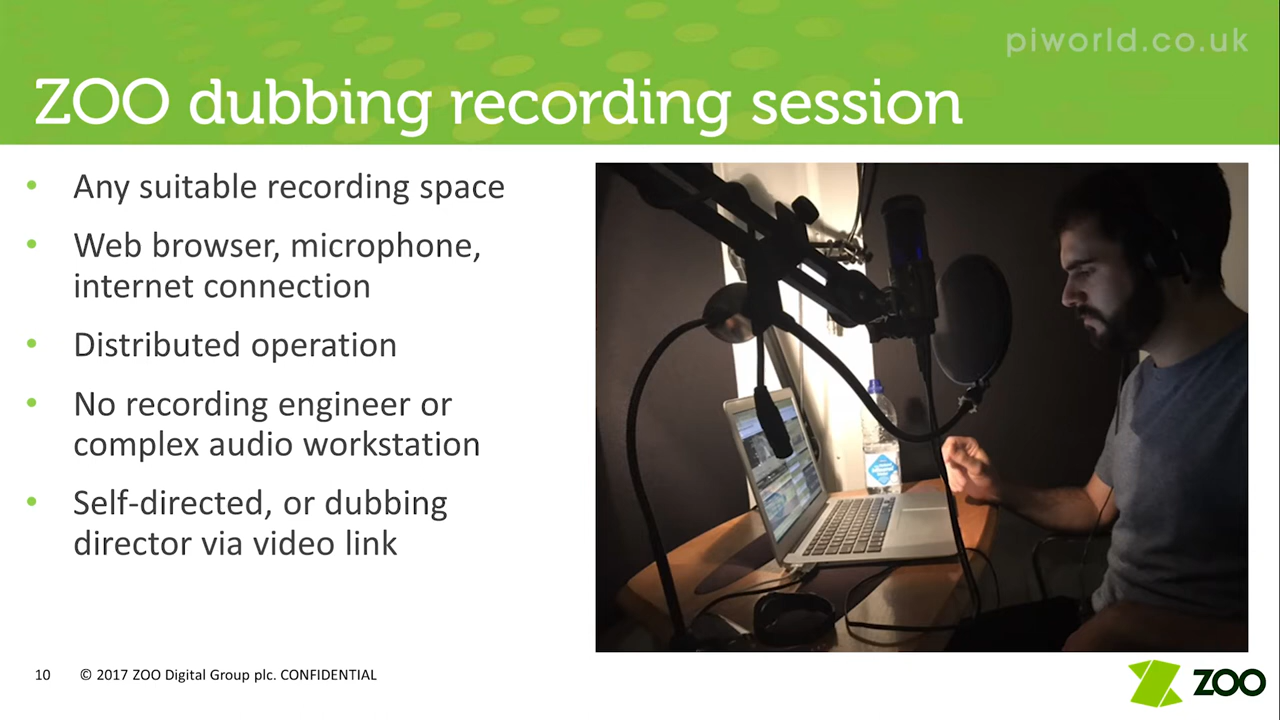 piworld.co.uk
ZOO dubbing recording session
• Any suitable recording space
• Web browser, microphone,
internet connection
• Distributed operation
• No recording engineer or
complex audio workstation
• Self-directed, or dubbing
director via video link
10 © 2017 ZOO Digital Group plc. CONFIDENTIAL
ZOO